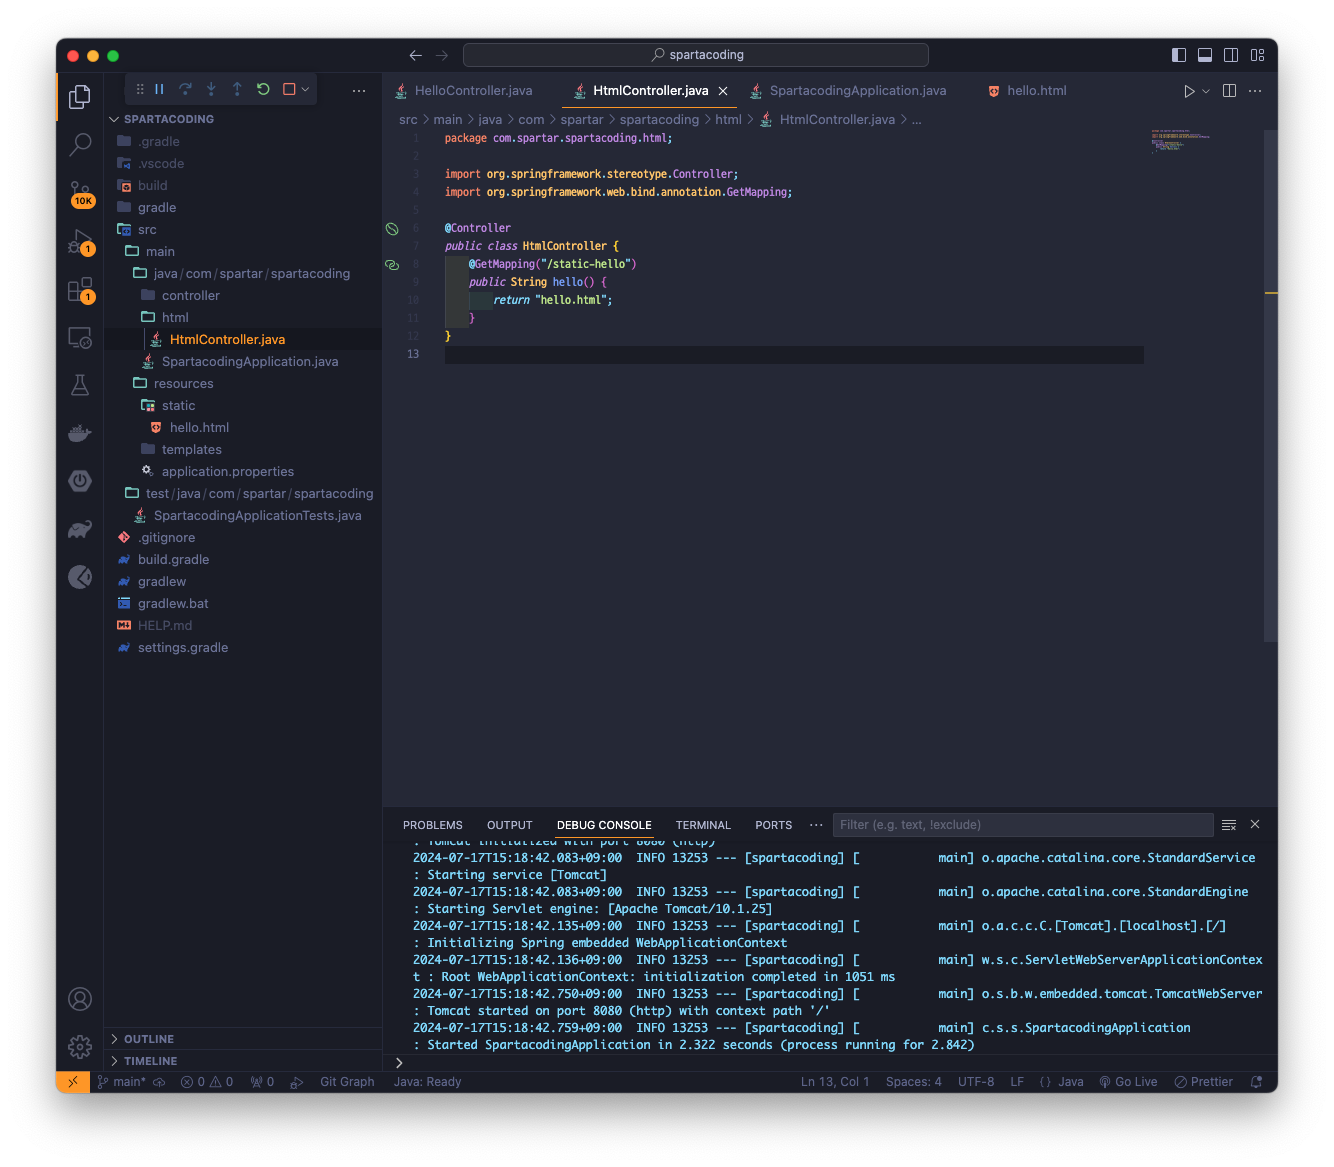 spartacoding
HelloController.java
HtmlController.java
SpartacodingApplication.java
hello.html
src > main > java > com > spartar > spartacoding > html > HtmlController.java > ...
SPARTACODING
.gradle
.vscode
build
gradle
src
main
java/com/spartar/spartacoding
controller
html
HtmlController.java
SpartacodingApplication.java
resources
static
hello.html
templates
application.properties
test/java/com/spartar/spartacoding
SpartacodingApplicationTests.java
.gitignore
build.gradle
gradlew
gradlew.bat
HELP.md
settings.gradle
OUTLINE
TIMELINE
10K
1
1
1 package com.spartar.spartacoding.html;
2
3 import org.springframework.stereotype.Controller;
4 import org.springframework.web.bind.annotation.GetMapping;
5
6 @Controller
7 public class HtmlController {
8 @GetMapping("/static-hello")
9 public String hello() {
10 return "hello.html";
11 }
12 }
13
PROBLEMS OUTPUT DEBUG CONSOLE TERMINAL PORTS ··· Filter (e.g. text, !exclude)
: Tomcat initialized with port 8080 (http)
2024-07-17T15:18:42.083+09:00 INFO 13253 --- [spartacoding] [ main] o.apache.catalina.core.StandardService
: Starting service [Tomcat]
2024-07-17T15:18:42.083+09:00 INFO 13253 --- [spartacoding] [ main] o.apache.catalina.core.StandardEngine
: Starting Servlet engine: [Apache Tomcat/10.1.25]
2024-07-17T15:18:42.135+09:00 INFO 13253 --- [spartacoding] [ main] o.a.c.c.C.[Tomcat].[localhost].[/]
: Initializing Spring embedded WebApplicationContext
2024-07-17T15:18:42.136+09:00 INFO 13253 --- [spartacoding] [ main] w.s.c.ServletWebServerApplicationContex
t : Root WebApplicationContext: initialization completed in 1051 ms
2024-07-17T15:18:42.750+09:00 INFO 13253 --- [spartacoding] [ main] o.s.b.w.embedded.tomcat.TomcatWebServer
: Tomcat started on port 8080 (http) with context path '/'
2024-07-17T15:18:42.759+09:00 INFO 13253 --- [spartacoding] [ main] c.s.s.SpartacodingApplication
: Started SpartacodingApplication in 2.322 seconds (process running for 2.842)
>
main* 0 0 0 Git Graph Java: Ready Ln 13, Col 1 Spaces: 4 UTF-8 LF {} Java Go Live Prettier